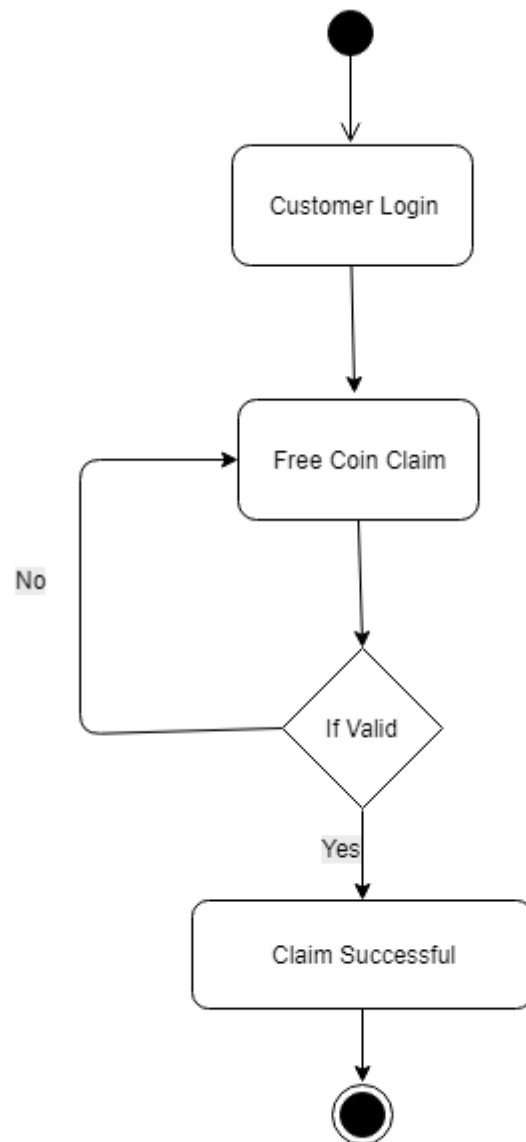 Customer Login
Free Coin Claim
No
If Valid
Yes
Claim Successful